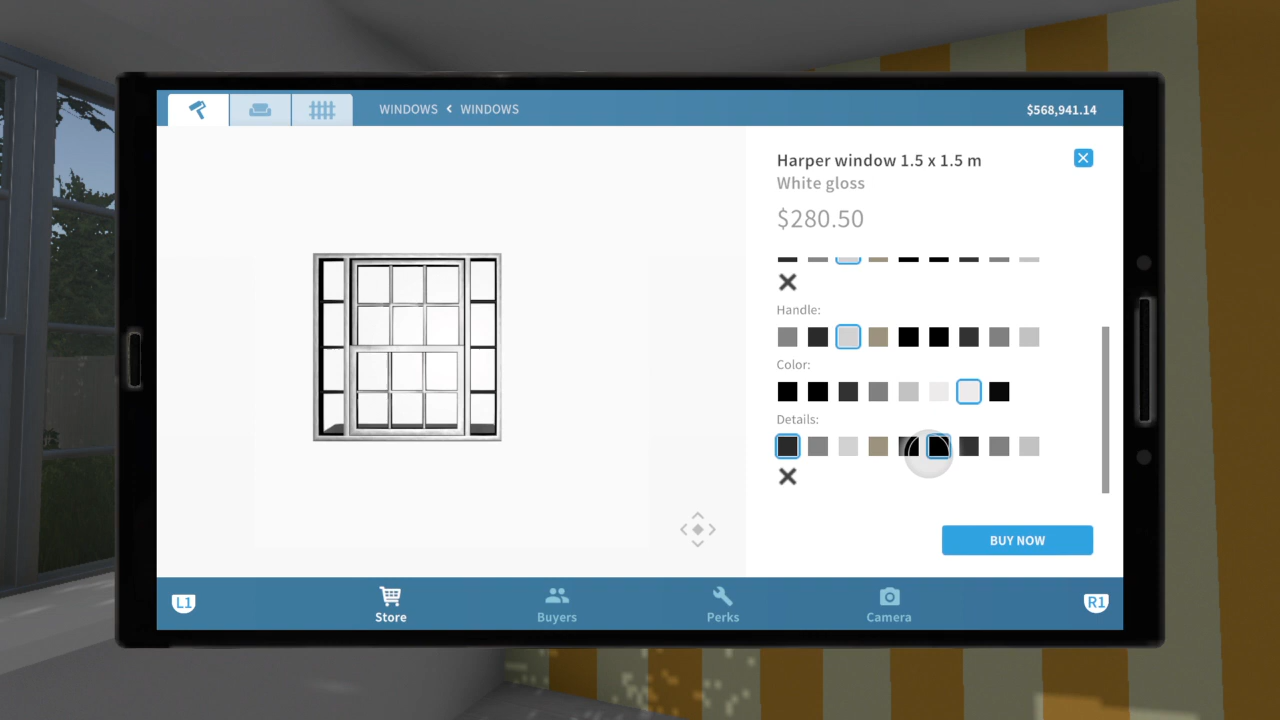 WINDOWS < WINDOWS
$568,941.14
Harper window 1.5 x 1.5 m
White gloss
$280.50
Handle:
Color:
Details:
BUY NOW
L1
Store
Buyers
Perks
Camera
R1